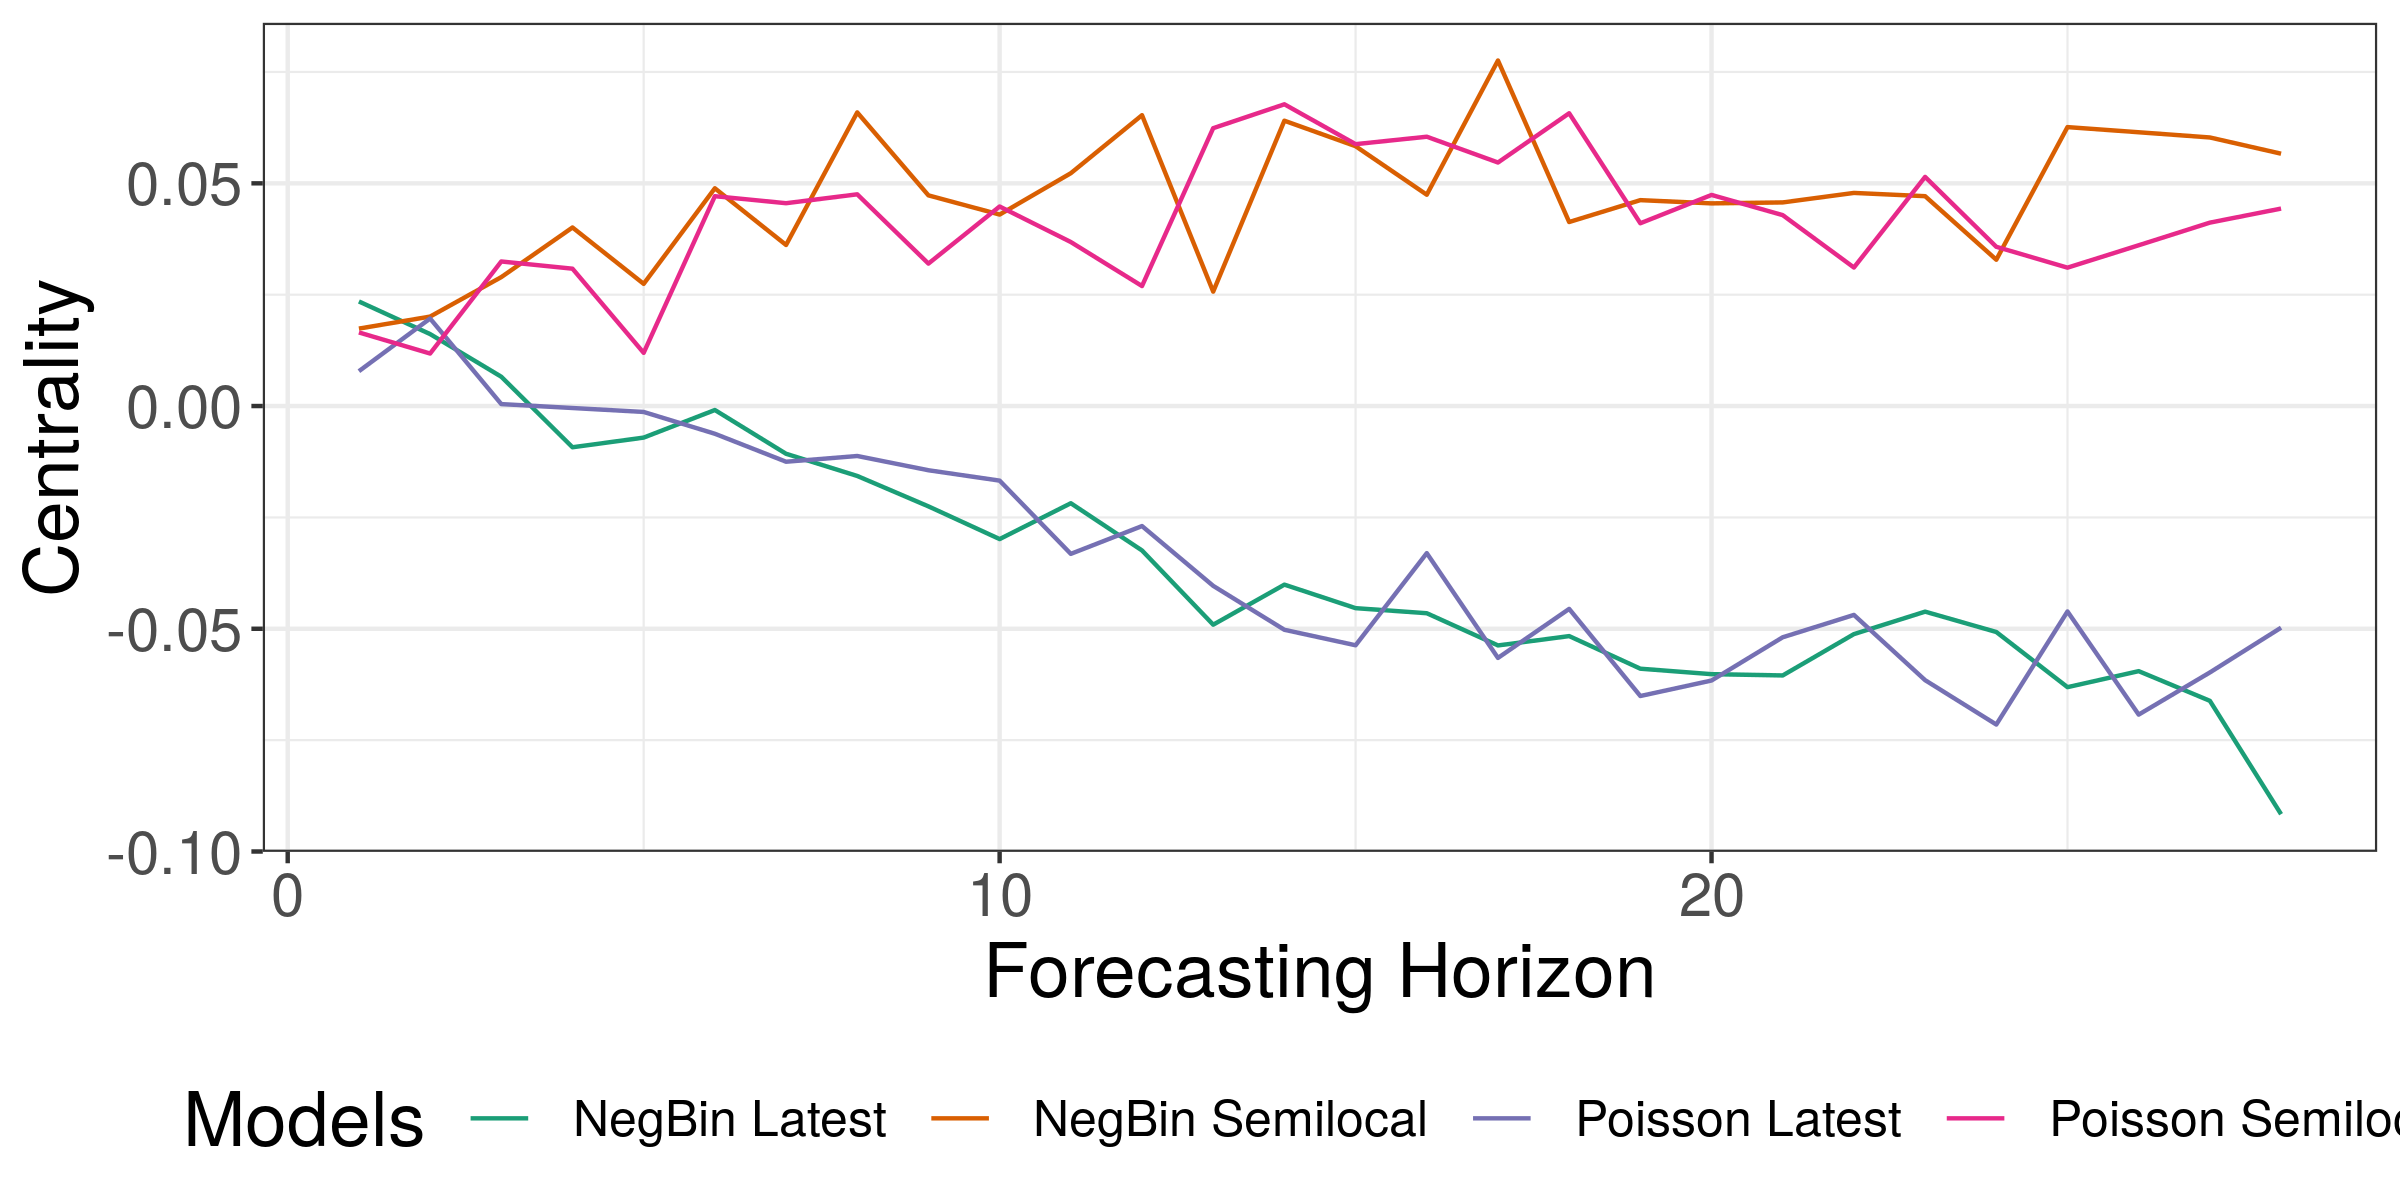 Centrality
0.05
0.00
-0.05
-0.10
0
10
20
Forecasting Horizon
Models NegBin Latest NegBin Semilocal Poisson Latest Poisson